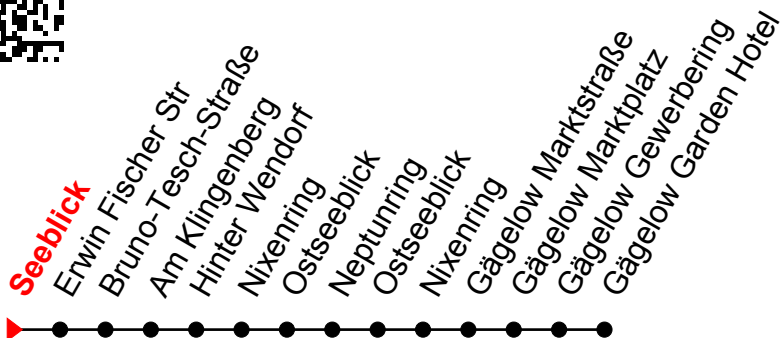 Seeblick
Erwin Fischer Str
Bruno-Tesch-Straße
Am Klingenberg
Hinter Wendorf
Nixenring
Ostseeblick
Neptunring
Ostseeblick
Nixenring
Gägelow Marktstraße
Gägelow Marktplatz
Gägelow Gewerbering
Gägelow Garden Hotel